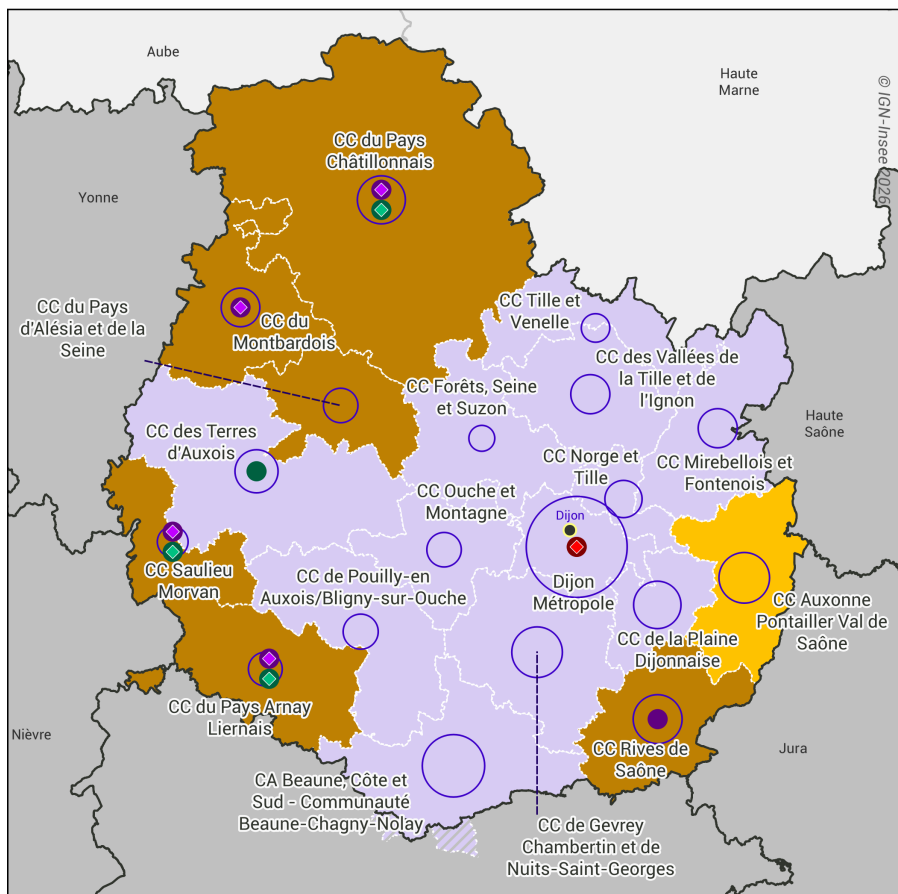 Aube
Haute
Marne
© IGN-Insee 2026
CC du Pays
Châtillonnais
Yonne
CC du Pays
d'Alésia et de la
Seine
CC du
Montbardois
CC Tille et
Venelle
CC des Vallées de
la Tille et de
l'Ignon
CC Forêts, Seine
et Suzon
Haute
Saône
CC des Terres
d'Auxois
CC Norge et
Tille
CC Mirebellois et
Fontenois
CC Ouche et
Montagne
Dijon
Dijon
Métropole
CC Saulieu
Morvan
CC de Pouilly-en
Auxois/Bligny-sur-Ouche
CC Auxonne
Pontailler Val de
Saône
CC de la Plaine
Dijonnaise
CC du Pays Arnay
Liernais
Nièvre
CC Rives de
Saône
Jura
CA Beaune, Côte et
Sud - Communauté
Beaune-Chagny-Nolay
CC de Gevrey
Chambertin et de
Nuits-Saint-Georges